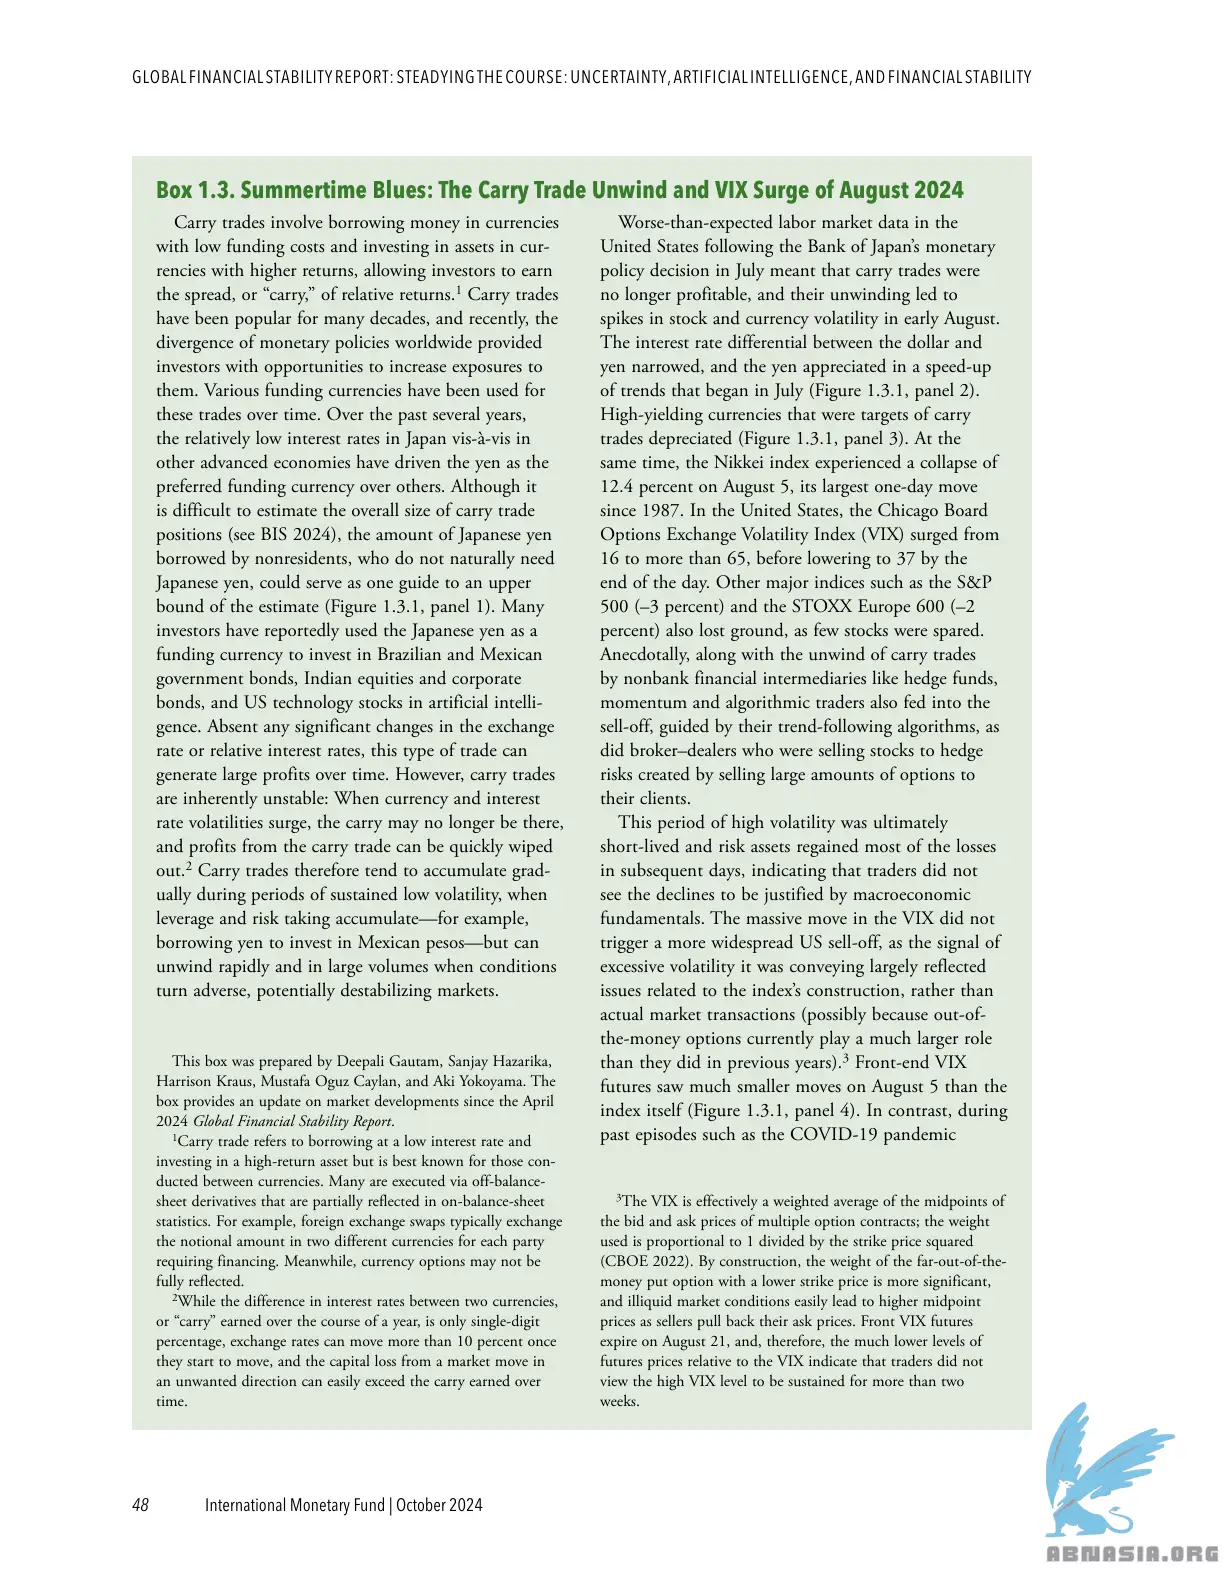 GLOBAL FINANCIAL STABILITY REPORT: STEADYING THE COURSE: UNCERTAINTY, ARTIFICIAL INTELLIGENCE, AND FINANCIAL STABILITY
Box 1.3. Summertime Blues: The Carry Trade Unwind and VIX Surge of August 2024
Carry trades involve borrowing money in currencies
with low funding costs and investing in assets in cur-
rencies with higher returns, allowing investors to earn
the spread, or “carry,” of relative returns.1 Carry trades
have been popular for many decades, and recently, the
divergence of monetary policies worldwide provided
investors with opportunities to increase exposures to
them. Various funding currencies have been used for
these trades over time. Over the past several years,
the relatively low interest rates in Japan vis-à-vis in
other advanced economies have driven the yen as the
preferred funding currency over others. Although it
is difficult to estimate the overall size of carry trade
positions (see BIS 2024), the amount of Japanese yen
borrowed by nonresidents, who do not naturally need
Japanese yen, could serve as one guide to an upper
bound of the estimate (Figure 1.3.1, panel 1). Many
investors have reportedly used the Japanese yen as a
funding currency to invest in Brazilian and Mexican
government bonds, Indian equities and corporate
bonds, and US technology stocks in artificial intelli-
gence. Absent any significant changes in the exchange
rate or relative interest rates, this type of trade can
generate large profits over time. However, carry trades
are inherently unstable: When currency and interest
rate volatilities surge, the carry may no longer be there,
and profits from the carry trade can be quickly wiped
out.2 Carry trades therefore tend to accumulate grad-
ually during periods of sustained low volatility, when
leverage and risk taking accumulate—for example,
borrowing yen to invest in Mexican pesos—but can
unwind rapidly and in large volumes when conditions
turn adverse, potentially destabilizing markets.
This box was prepared by Deepali Gautam, Sanjay Hazarika,
Harrison Kraus, Mustafa Oguz Caylan, and Aki Yokoyama. The
box provides an update on market developments since the April
2024 Global Financial Stability Report.
1Carry trade refers to borrowing at a low interest rate and
investing in a high-return asset but is best known for those con-
ducted between currencies. Many are executed via off-balance-
sheet derivatives that are partially reflected in on-balance-sheet
statistics. For example, foreign exchange swaps typically exchange
the notional amount in two different currencies for each party
requiring financing. Meanwhile, currency options may not be
fully reflected.
2While the difference in interest rates between two currencies,
or “carry” earned over the course of a year, is only single-digit
percentage, exchange rates can move more than 10 percent once
they start to move, and the capital loss from a market move in
an unwanted direction can easily exceed the carry earned over
time.
Worse-than-expected labor market data in the
United States following the Bank of Japan’s monetary
policy decision in July meant that carry trades were
no longer profitable, and their unwinding led to
spikes in stock and currency volatility in early August.
The interest rate differential between the dollar and
yen narrowed, and the yen appreciated in a speed-up
of trends that began in July (Figure 1.3.1, panel 2).
High-yielding currencies that were targets of carry
trades depreciated (Figure 1.3.1, panel 3). At the
same time, the Nikkei index experienced a collapse of
12.4 percent on August 5, its largest one-day move
since 1987. In the United States, the Chicago Board
Options Exchange Volatility Index (VIX) surged from
16 to more than 65, before lowering to 37 by the
end of the day. Other major indices such as the S&P
500 (–3 percent) and the STOXX Europe 600 (–2
percent) also lost ground, as few stocks were spared.
Anecdotally, along with the unwind of carry trades
by nonbank financial intermediaries like hedge funds,
momentum and algorithmic traders also fed into the
sell-off, guided by their trend-following algorithms, as
did broker–dealers who were selling stocks to hedge
risks created by selling large amounts of options to
their clients.
This period of high volatility was ultimately
short-lived and risk assets regained most of the losses
in subsequent days, indicating that traders did not
see the declines to be justified by macroeconomic
fundamentals. The massive move in the VIX did not
trigger a more widespread US sell-off, as the signal of
excessive volatility it was conveying largely reflected
issues related to the index’s construction, rather than
actual market transactions (possibly because out-of-
the-money options currently play a much larger role
than they did in previous years).3 Front-end VIX
futures saw much smaller moves on August 5 than the
index itself (Figure 1.3.1, panel 4). In contrast, during
past episodes such as the COVID-19 pandemic
3The VIX is effectively a weighted average of the midpoints of
the bid and ask prices of multiple option contracts; the weight
used is proportional to 1 divided by the strike price squared
(CBOE 2022). By construction, the weight of the far-out-of-the-
money put option with a lower strike price is more significant,
and illiquid market conditions easily lead to higher midpoint
prices as sellers pull back their ask prices. Front VIX futures
expire on August 21, and, therefore, the much lower levels of
futures prices relative to the VIX indicate that traders did not
view the high VIX level to be sustained for more than two
weeks.
48 International Monetary Fund | October 2024
ABNASIA.ORG